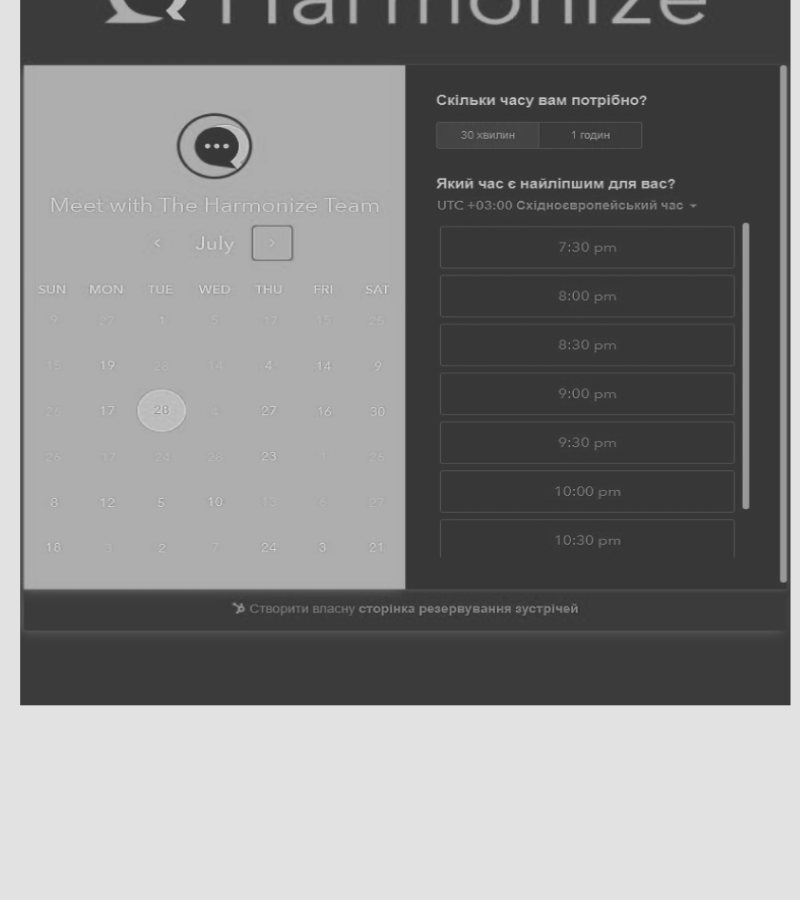 Harmonize
Meet with The Harmonize Team
< July >
SUN MON TUE WED THU FRI SAT
9 27 1 5 17 15 25
15 19 26 14 4 14 9
26 17 28 4 27 16 30
26 17 24 28 23 1 26
8 12 5 10 13 6 27
18 3 2 7 24 3 21
Скільки часу вам потрібно?
30 хвилин 1 годин
Який час є найліпшим для вас?
UTC +03:00 Східноєвропейський час
7:30 pm
8:00 pm
8:30 pm
9:00 pm
9:30 pm
10:00 pm
10:30 pm
Створити власну сторінка резервування зустрічей